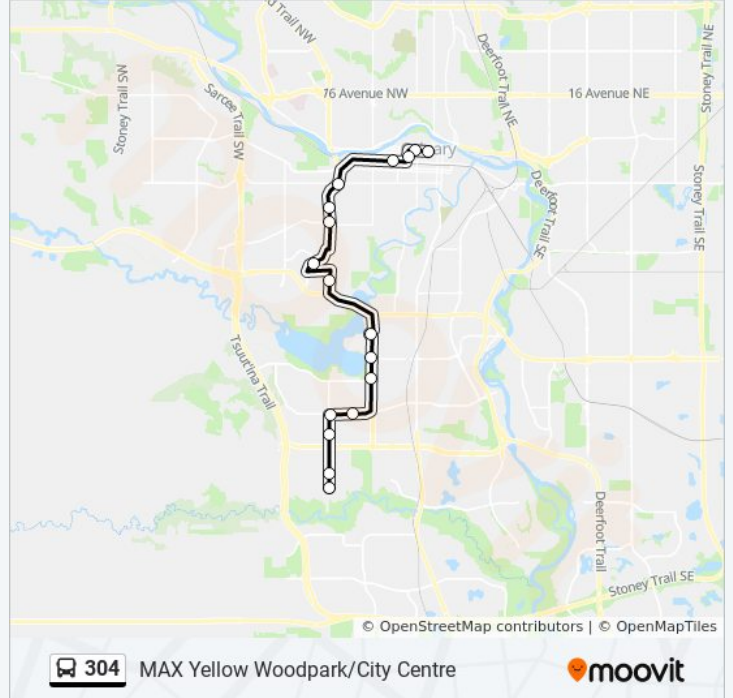 d Trail NW
Deerfoot Trail NE
Stoney Trail NE
Stoney Trail SW
Sarcee Trail SW
76 Avenue NW
16 Avenue NE
ary
Deerfoot Trail SE
Stoney Trail SE
Tsuut'ina Trail
Deerfoot Trail
Stoney Trail SE
© OpenStreetMap contributors | © OpenMapTiles
304 MAX Yellow Woodpark/City Centre
moovit